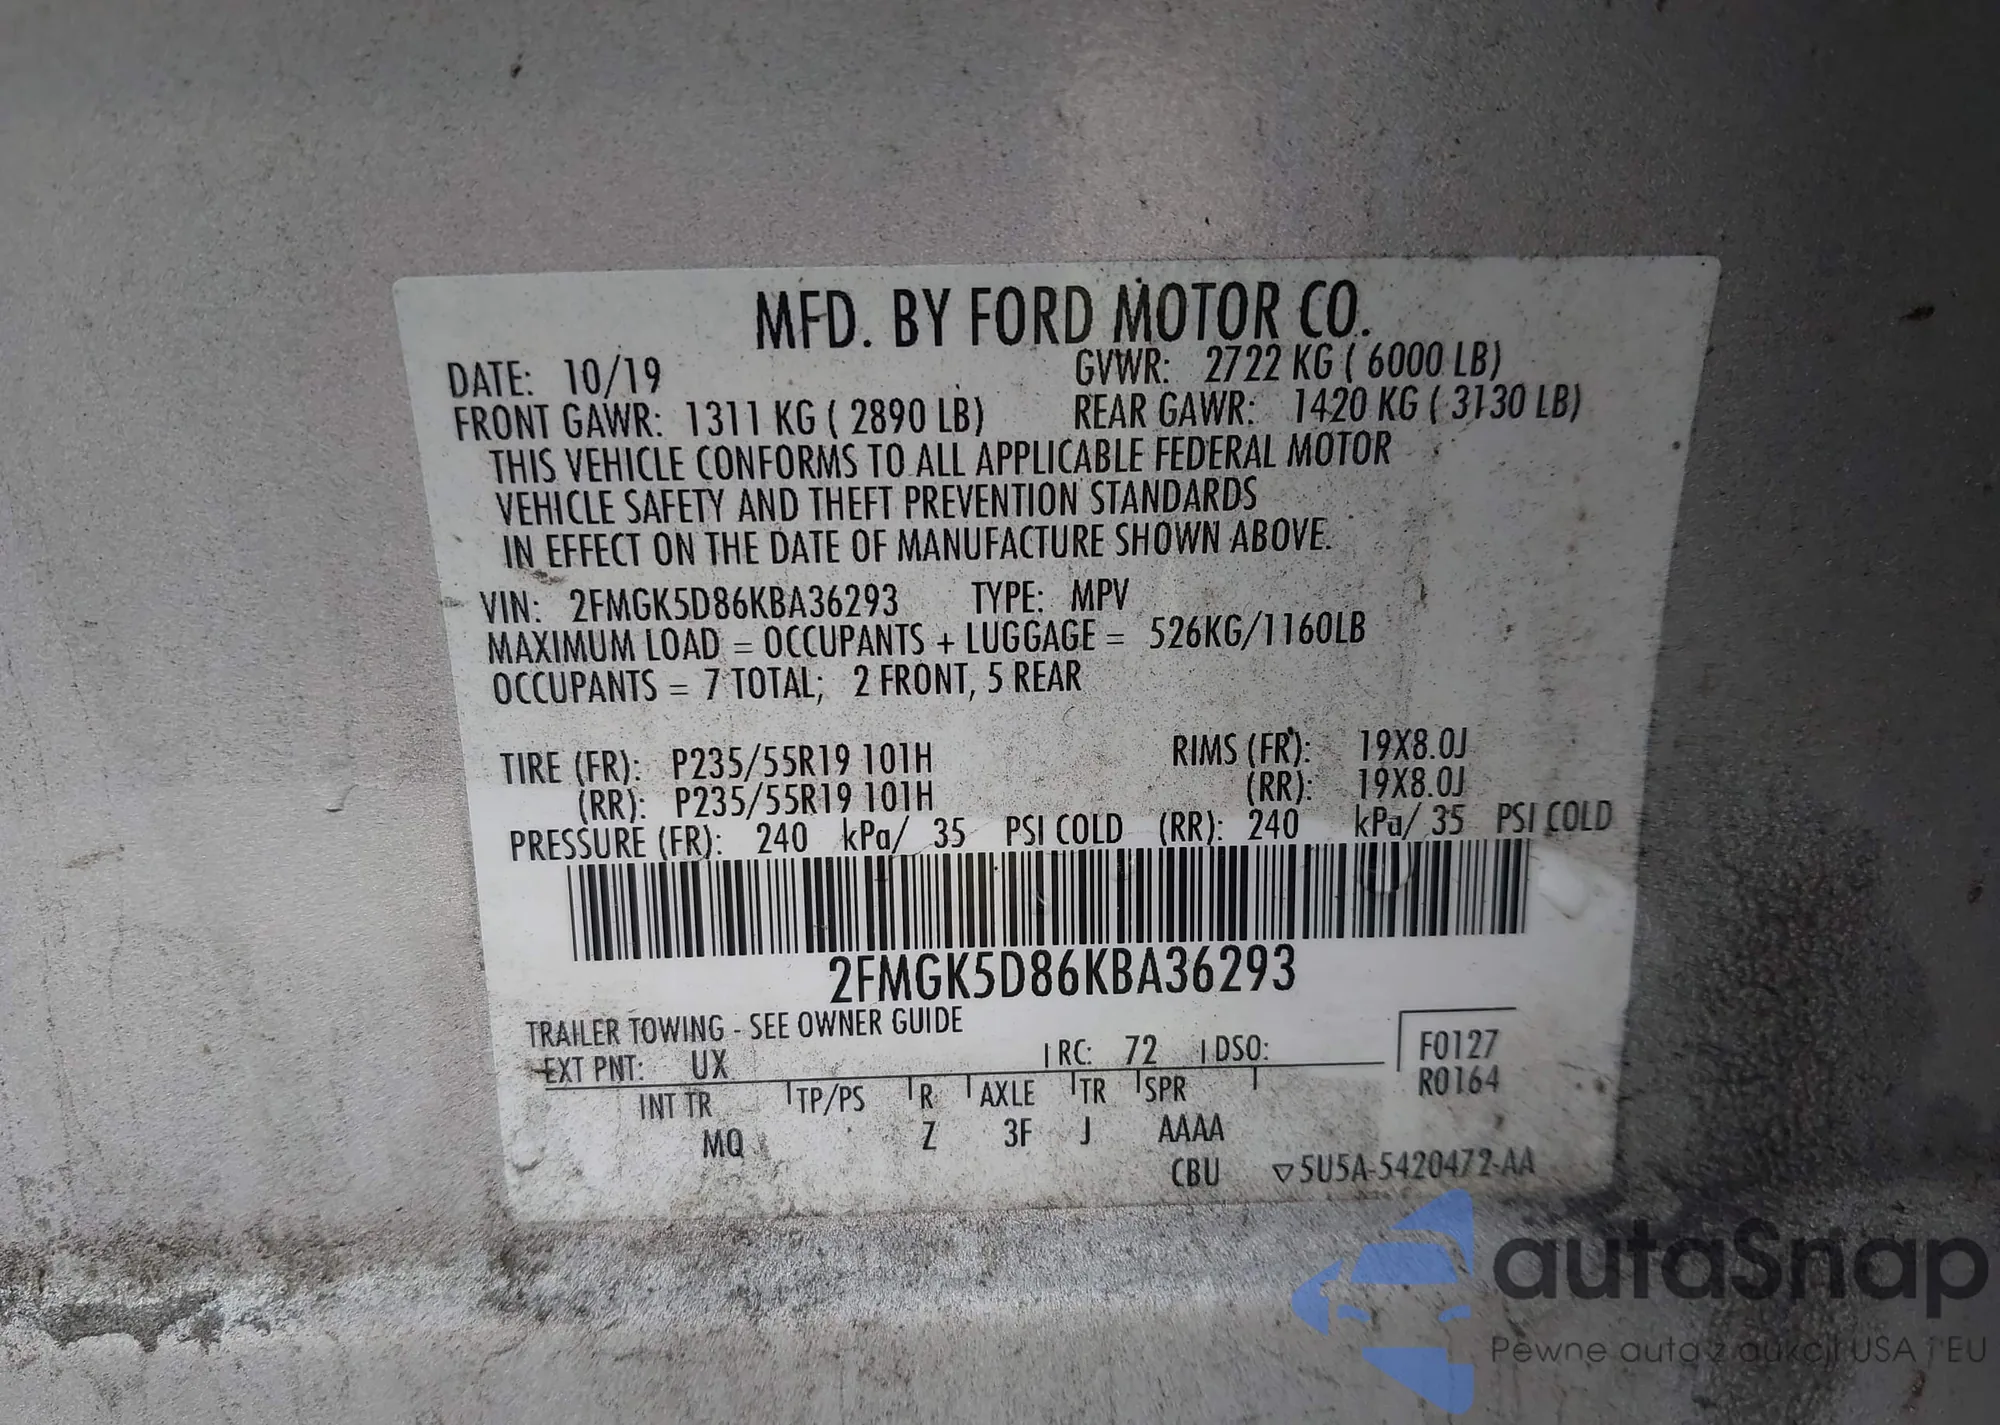 MFD. BY FORD MOTOR CO.
DATE: 10/19 GVWR: 2722 KG ( 6000 LB)
FRONT GAWR: 1311 KG ( 2890 LB) REAR GAWR: 1420 KG ( 3130 LB)
THIS VEHICLE CONFORMS TO ALL APPLICABLE FEDERAL MOTOR
VEHICLE SAFETY AND THEFT PREVENTION STANDARDS
IN EFFECT ON THE DATE OF MANUFACTURE SHOWN ABOVE.
VIN: 2FMGK5D86KBA36293 TYPE: MPV
MAXIMUM LOAD = OCCUPANTS + LUGGAGE = 526KG/1160LB
OCCUPANTS = 7 TOTAL; 2 FRONT, 5 REAR
TIRE (FR): P235/55R19 101H RIMS (FR): 19X8.0J
(RR): P235/55R19 101H (RR): 19X8.0J
PRESSURE (FR): 240 kPa/ 35 PSI COLD (RR): 240 kPa/ 35 PSI COLD
2FMGK5D86KBA36293
TRAILER TOWING - SEE OWNER GUIDE
EXT PNT: UX RC: 72 DSO: F0127
R0164
INT TR TP/PS R AXLE TR SPR
MQ Z 3F J AAAA
CBU ▽5U5A-5420472-AA
autaSnap
Pewne auta z aukcji USA i EU